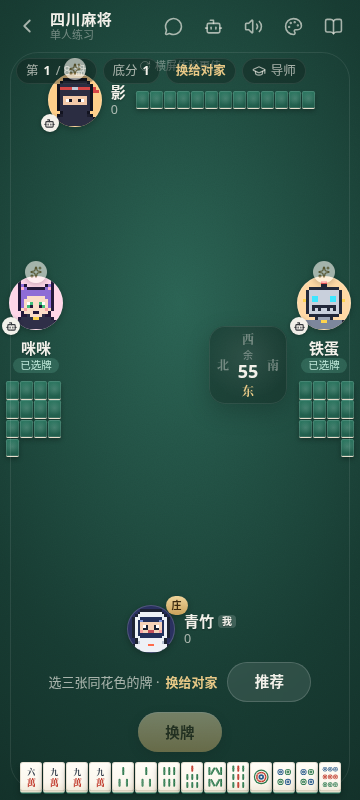 四川麻将
单人练习
第 1 /
底分 1
换给对家
导师
影
0
咪咪
已选牌
铁蛋
已选牌
西
北
余
南
55
东
庄
青竹 我
0
选三张同花色的牌 · 换给对家
推荐
换牌
六萬 九萬 九萬 九萬